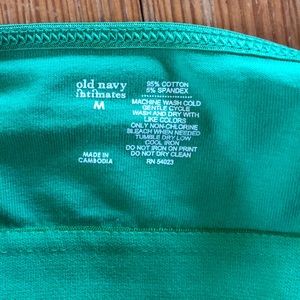 old navy
intimates
M
MADE IN
CAMBODIA
95% COTTON
5% SPANDEX
MACHINE WASH COLD
GENTLE CYCLE
WASH AND DRY WITH
LIKE COLORS
ONLY NON-CHLORINE
BLEACH WHEN NEEDED
TUMBLE DRY LOW
COOL IRON
DO NOT IRON ON PRINT
DO NOT DRY CLEAN
RN 54023